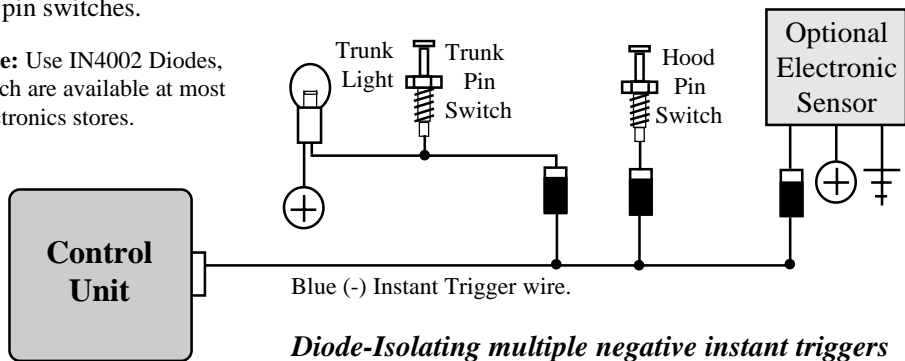 pin switches.
e: Use IN4002 Diodes,
ch are available at most
ctronics stores.
Trunk
Light
Trunk
Pin
Switch
Hood
Pin
Switch
Optional
Electronic
Sensor
Control
Unit
Blue (-) Instant Trigger wire.
Diode-Isolating multiple negative instant triggers